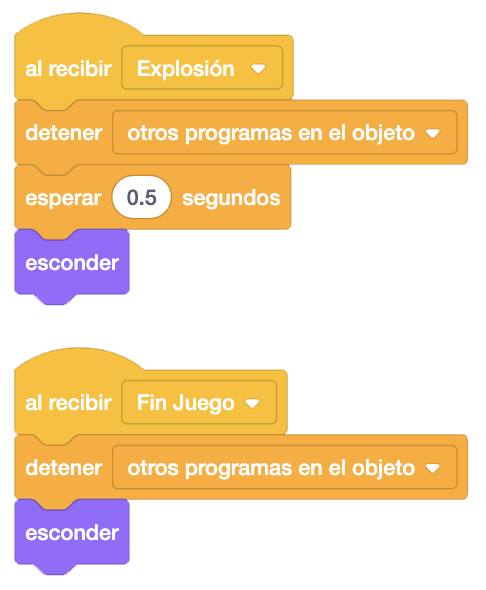 al recibir Explosión
detener otros programas en el objeto
esperar 0.5 segundos
esconder
al recibir Fin Juego
detener otros programas en el objeto
esconder